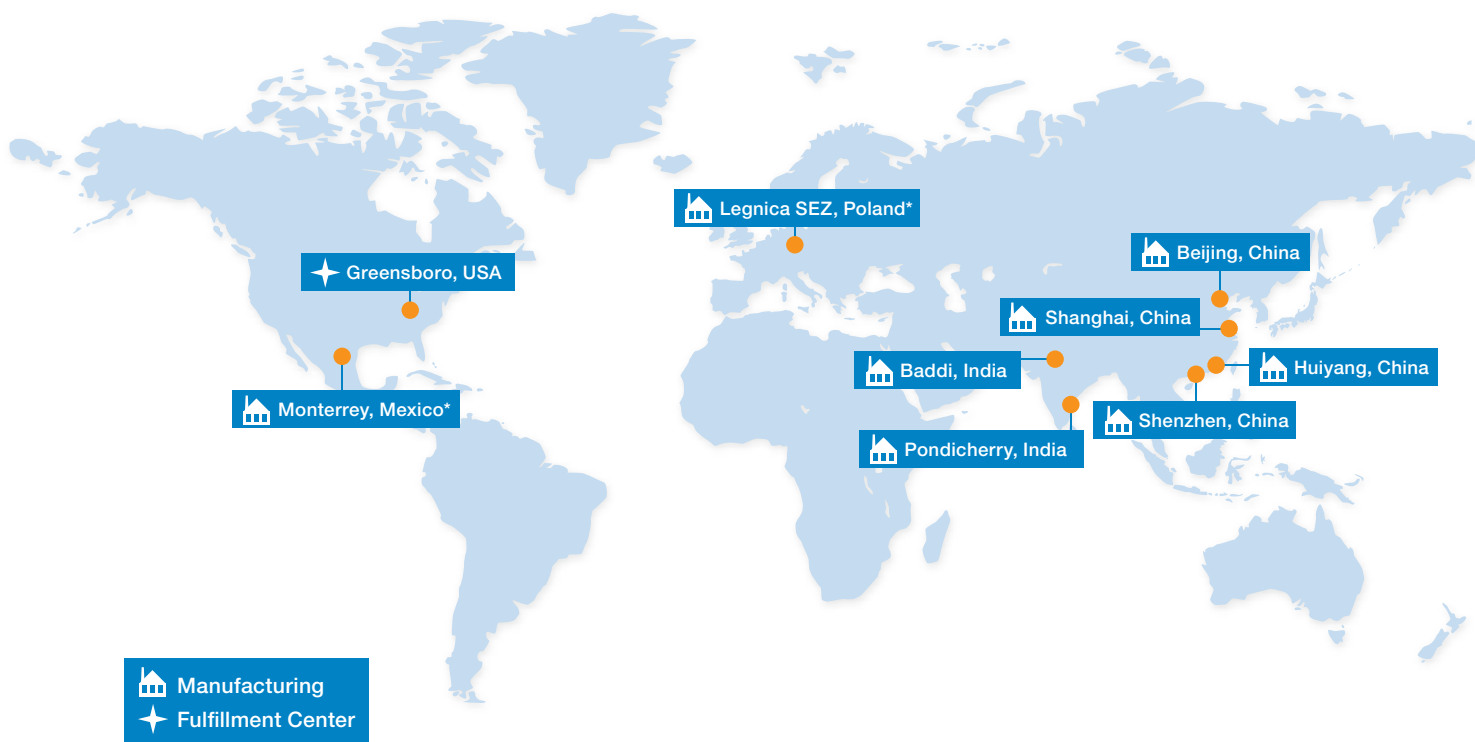 Legnica SEZ, Poland*
Beijing, China
Greensboro, USA
Shanghai, China
Baddi, India
Huiyang, China
Monterrey, Mexico*
Shenzhen, China
Pondicherry, India
Manufacturing
Fulfillment Center